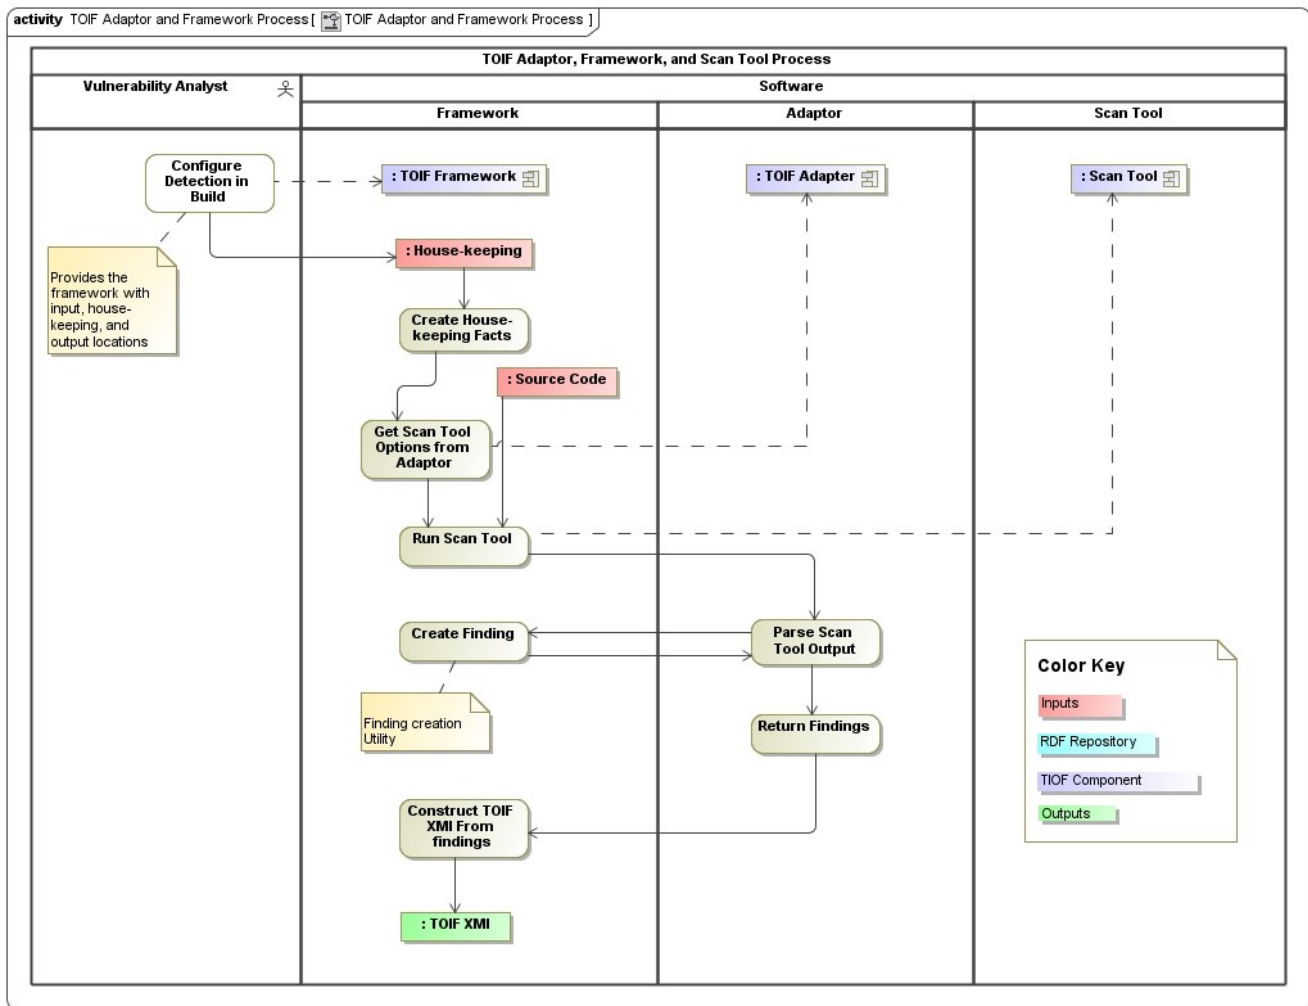 activity TOIF Adaptor and Framework Process [ TOIF Adaptor and Framework Process ]
TOIF Adaptor, Framework, and Scan Tool Process
Vulnerability Analyst
Software
Framework
Adaptor
Scan Tool
Configure
Detection in
Build
: TOIF Framework
: TOIF Adapter
: Scan Tool
Provides the
framework with
input, house-
keeping, and
output locations
: House-keeping
Create House-
keeping Facts
: Source Code
Get Scan Tool
Options from
Adaptor
Run Scan Tool
Create Finding
Parse Scan
Tool Output
Finding creation
Utility
Return Findings
Construct TOIF
XMI From
findings
: TOIF XMI
Color Key
Inputs
RDF Repository
TIOF Component
Outputs